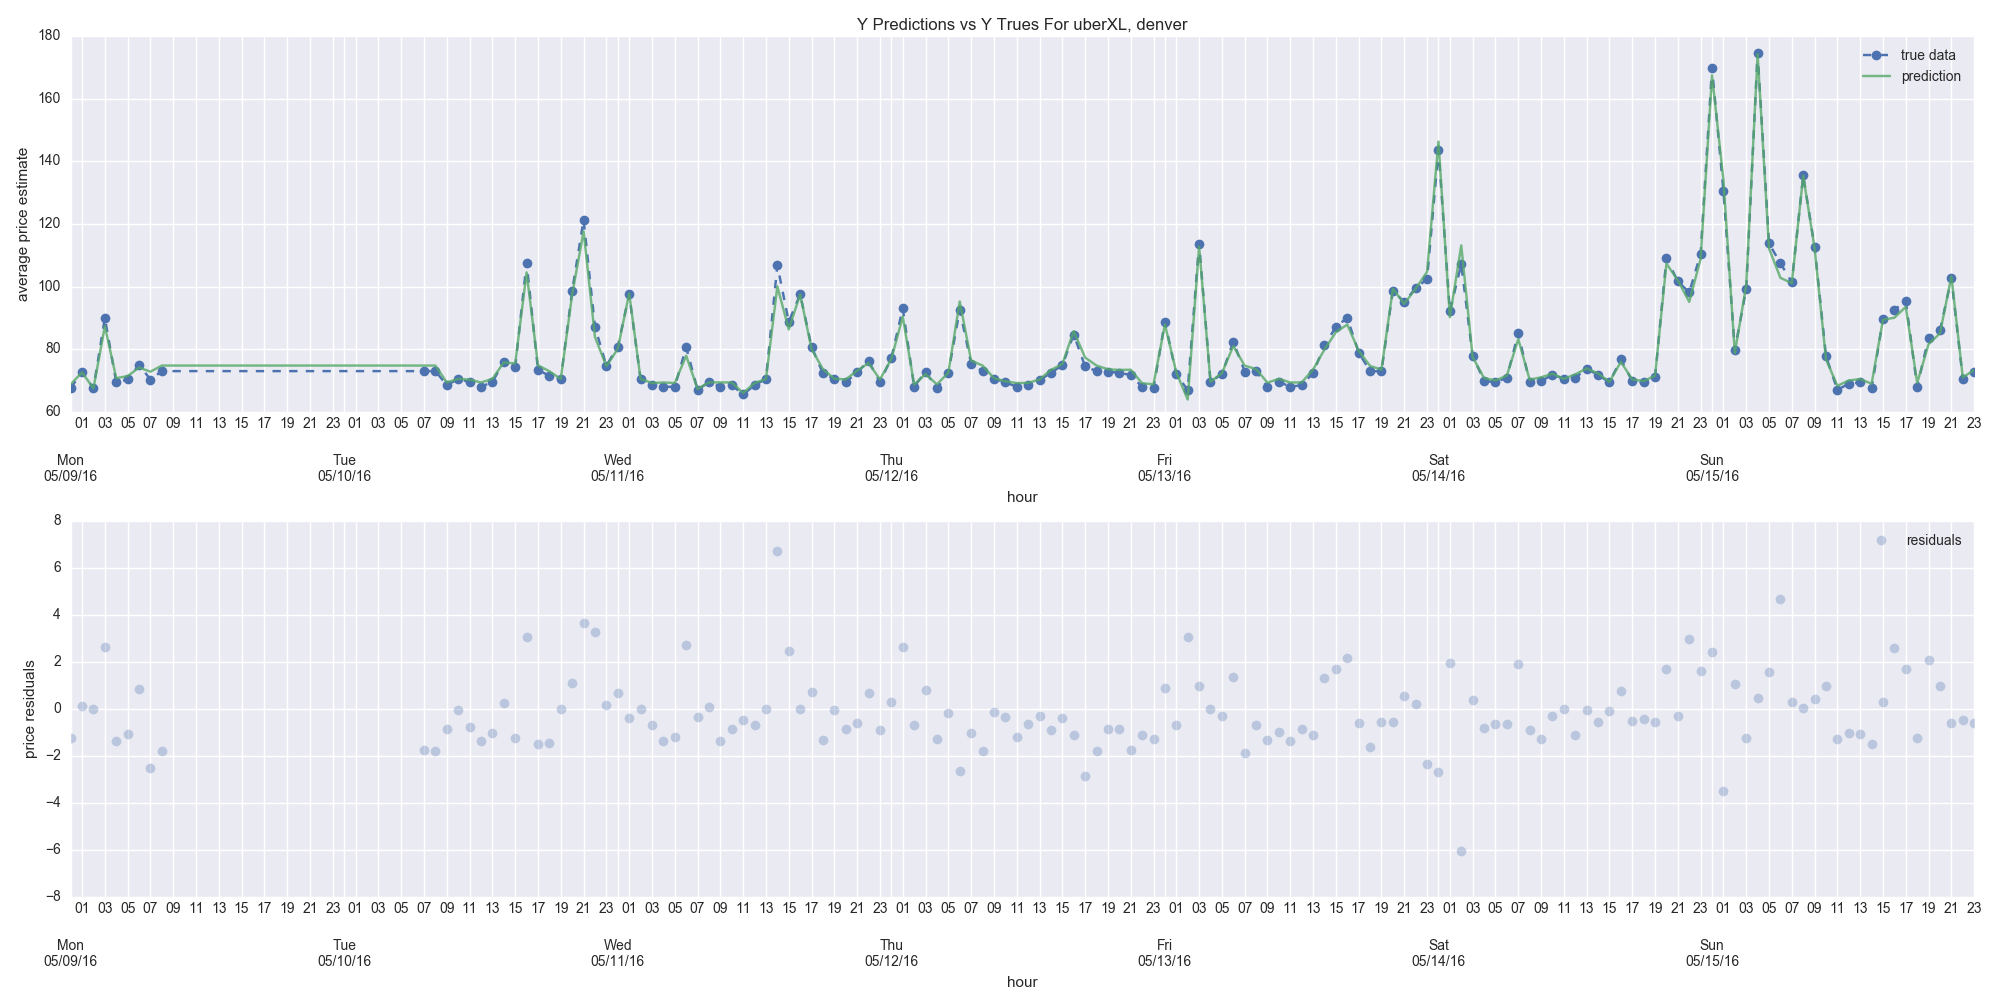 Y Predictions vs Y Trues For uberXL, denver
180
160
140
120
100
80
60
average price estimate
true data
prediction
01 03 05 07 09 11 13 15 17 19 21 23 01 03 05 07 09 11 13 15 17 19 21 23 01 03 05 07 09 11 13 15 17 19 21 23 01 03 05 07 09 11 13 15 17 19 21 23 01 03 05 07 09 11 13 15 17 19 21 23 01 03 05 07 09 11 13 15 17 19 21 23 01 03 05 07 09 11 13 15 17 19 21 23
Mon Tue Wed Thu Fri Sat Sun
05/09/16 05/10/16 05/11/16 05/12/16 05/13/16 05/14/16 05/15/16
hour
8
6
4
2
0
−2
−4
−6
−8
price residuals
residuals
01 03 05 07 09 11 13 15 17 19 21 23 01 03 05 07 09 11 13 15 17 19 21 23 01 03 05 07 09 11 13 15 17 19 21 23 01 03 05 07 09 11 13 15 17 19 21 23 01 03 05 07 09 11 13 15 17 19 21 23 01 03 05 07 09 11 13 15 17 19 21 23 01 03 05 07 09 11 13 15 17 19 21 23
Mon Tue Wed Thu Fri Sat Sun
05/09/16 05/10/16 05/11/16 05/12/16 05/13/16 05/14/16 05/15/16
hour